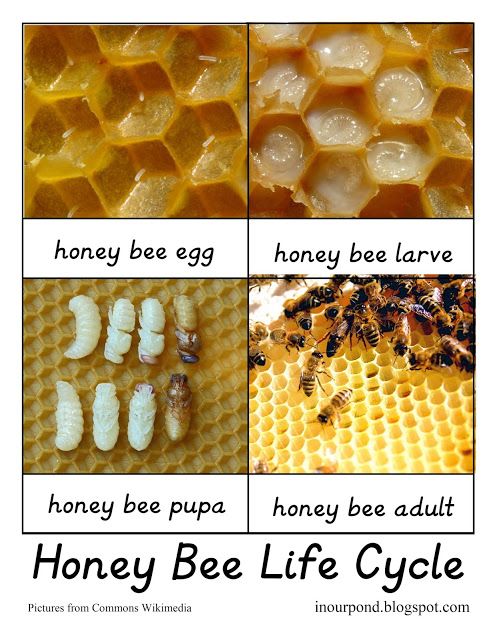 honey bee egg
honey bee larve
honey bee pupa
honey bee adult
Honey Bee Life Cycle
Pictures from Commons Wikimedia
inourpond.blogspot.com